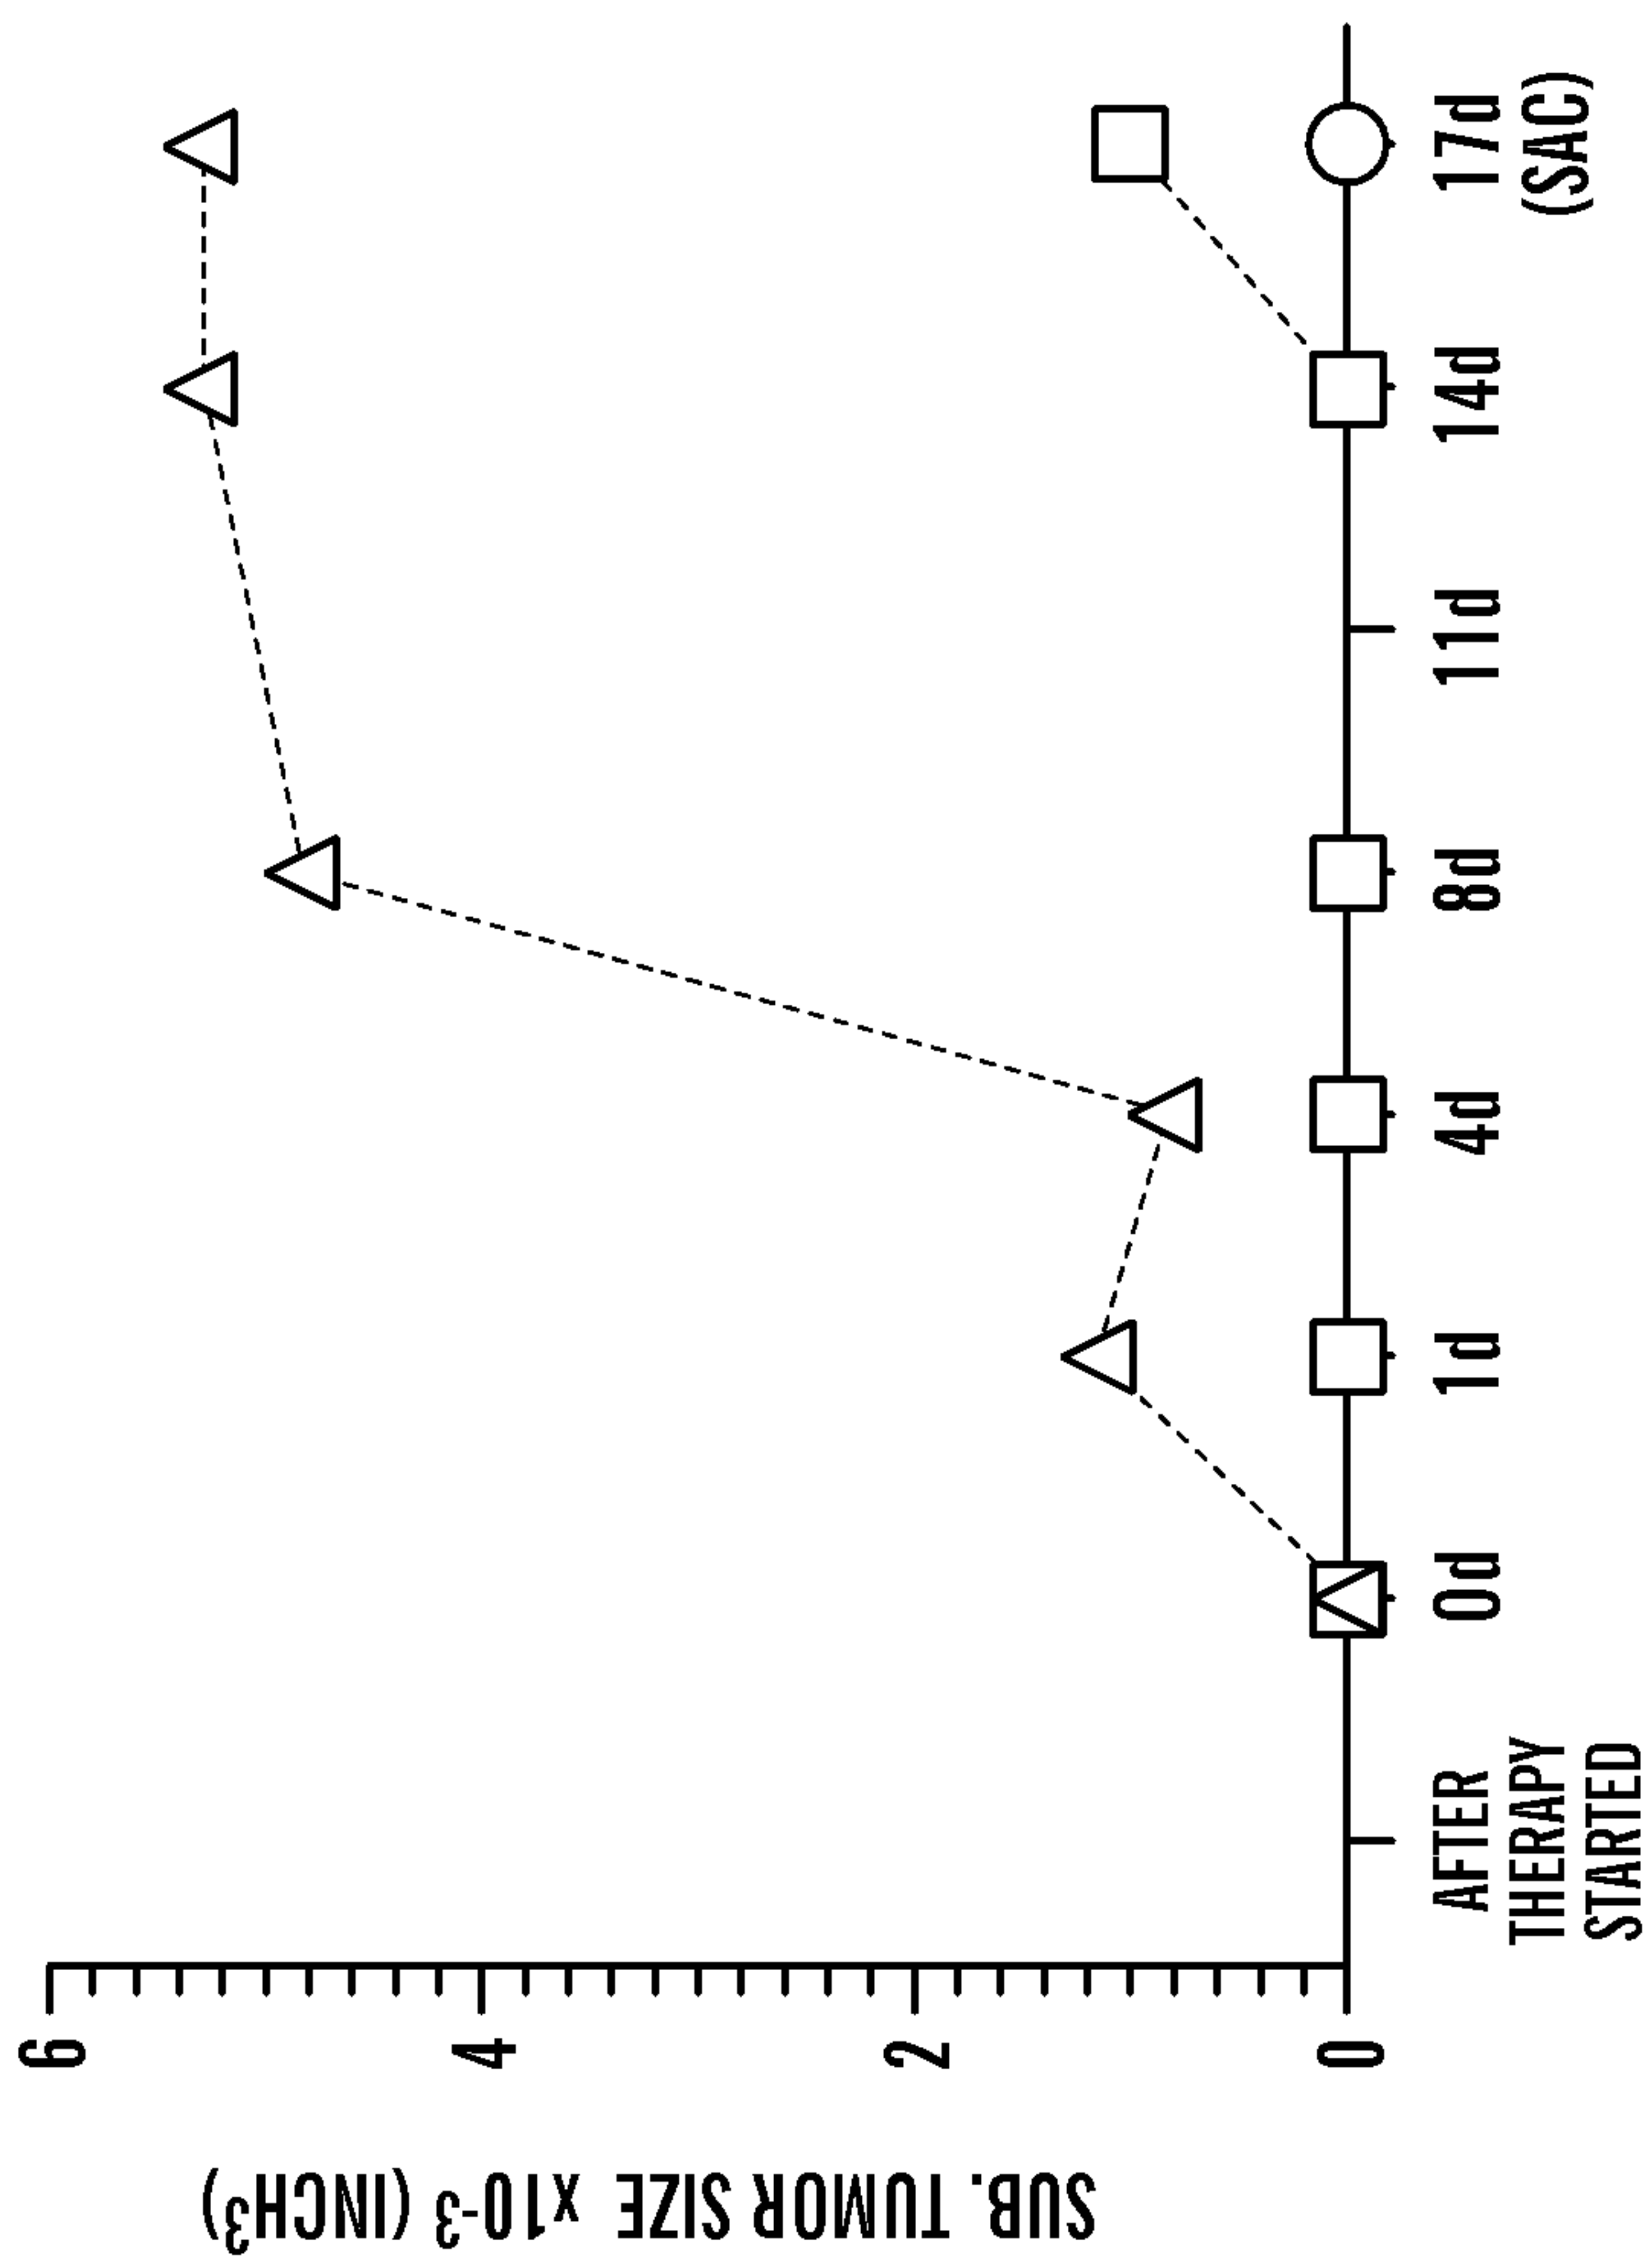 SUB. TUMOR SIZE x10-3 (INCH3)
6
4
2
0
AFTER
THERAPY
STARTED
0d
1d
4d
8d
11d
14d
17d
(SAC)